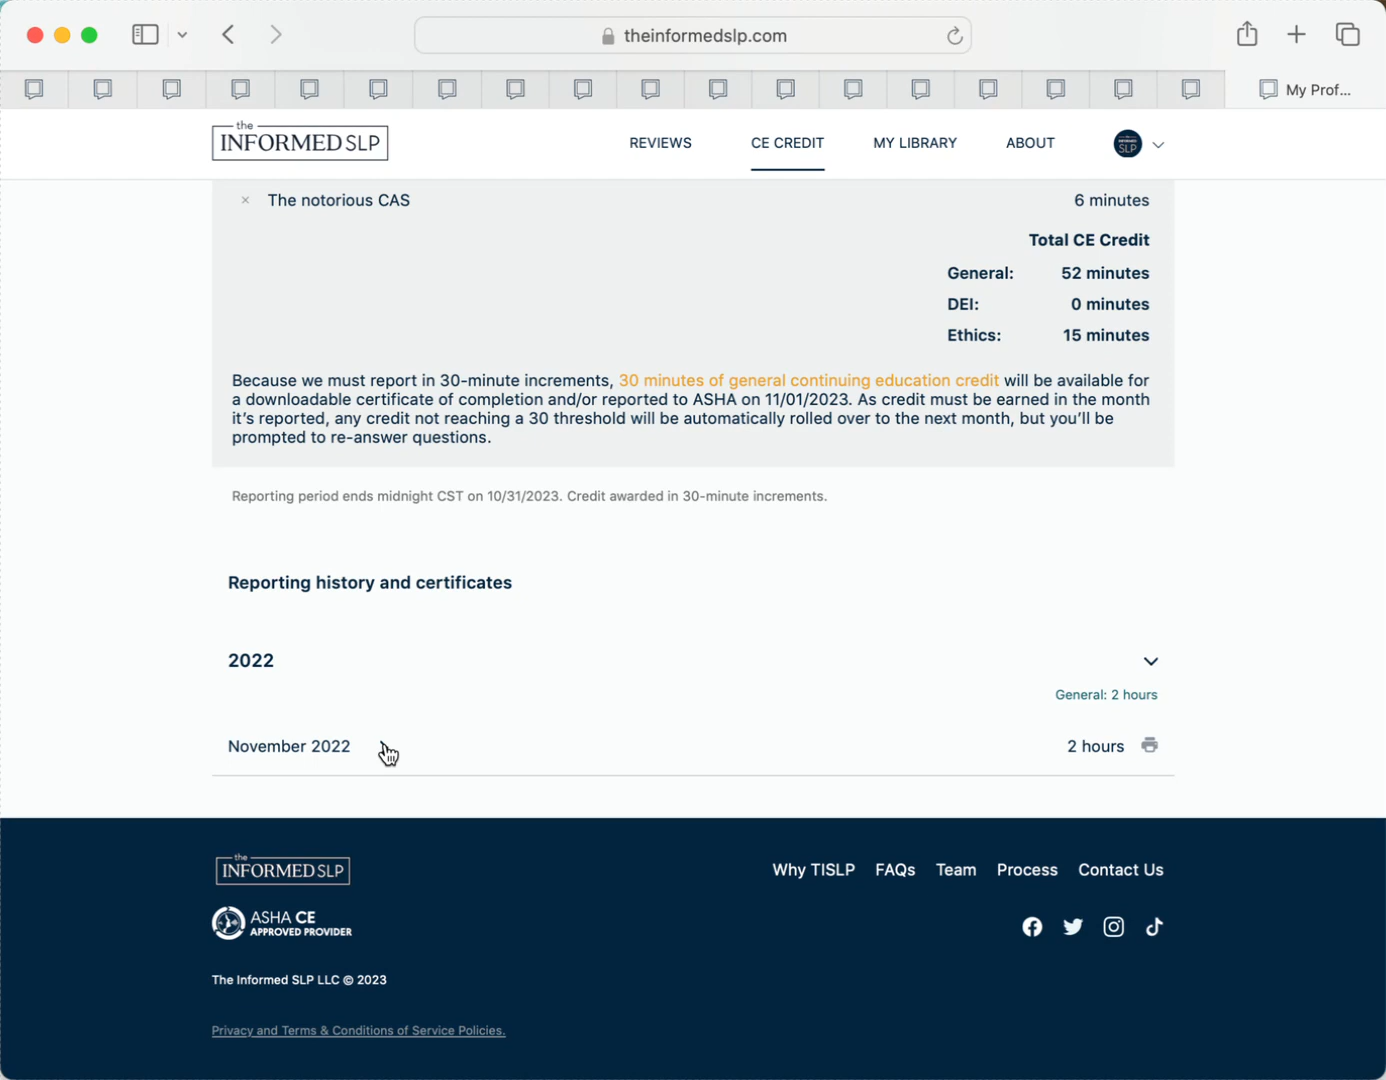 theinformedslp.com
My Prof...
the
INFORMED SLP
REVIEWS
CE CREDIT
MY LIBRARY
ABOUT
the
INFORMED
SLP
× The notorious CAS 6 minutes
Total CE Credit
General: 52 minutes
DEI: 0 minutes
Ethics: 15 minutes
Because we must report in 30-minute increments, 30 minutes of general continuing education credit will be available for
a downloadable certificate of completion and/or reported to ASHA on 11/01/2023. As credit must be earned in the month
it's reported, any credit not reaching a 30 threshold will be automatically rolled over to the next month, but you'll be
prompted to re-answer questions.
Reporting period ends midnight CST on 10/31/2023. Credit awarded in 30-minute increments.
Reporting history and certificates
2022
General: 2 hours
November 2022 2 hours
the
INFORMED SLP
Why TISLP FAQs Team Process Contact Us
ASHA CE
APPROVED PROVIDER
The Informed SLP LLC © 2023
Privacy and Terms & Conditions of Service Policies.